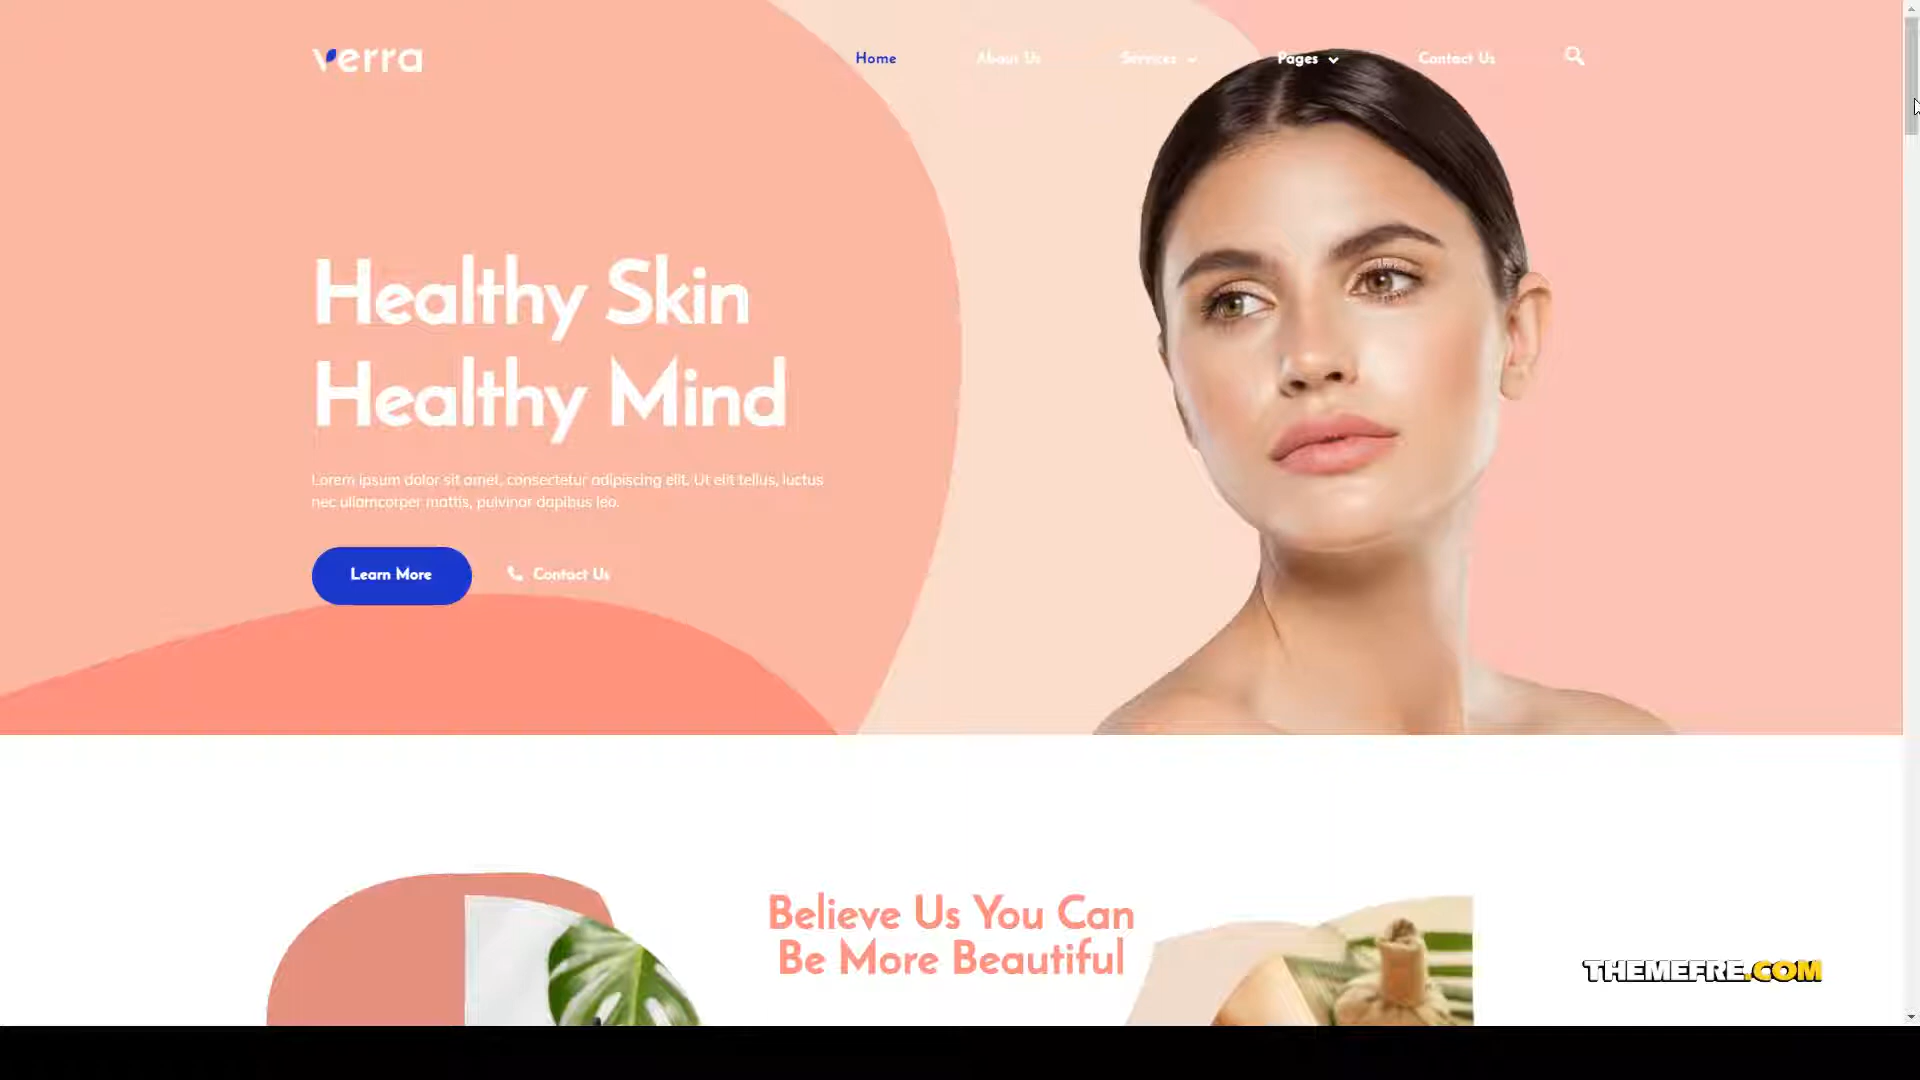 verra
Home About Us Services Pages Contact Us
Healthy Skin
Healthy Mind
Lorem ipsum dolor sit amet, consectetur adipiscing elit. Ut elit tellus, luctus
nec ullamcorper mattis, pulvinar dapibus leo.
Learn More
Contact Us
Believe Us You Can
Be More Beautiful
THEMEFRE.COM